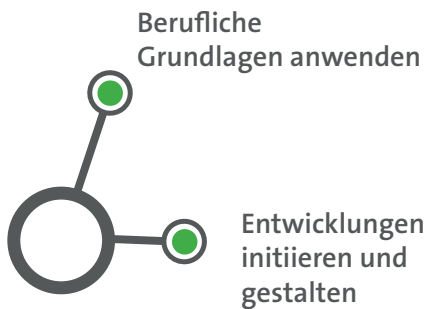 Berufliche
Grundlagen anwenden
Entwicklungen
initiieren und
gestalten